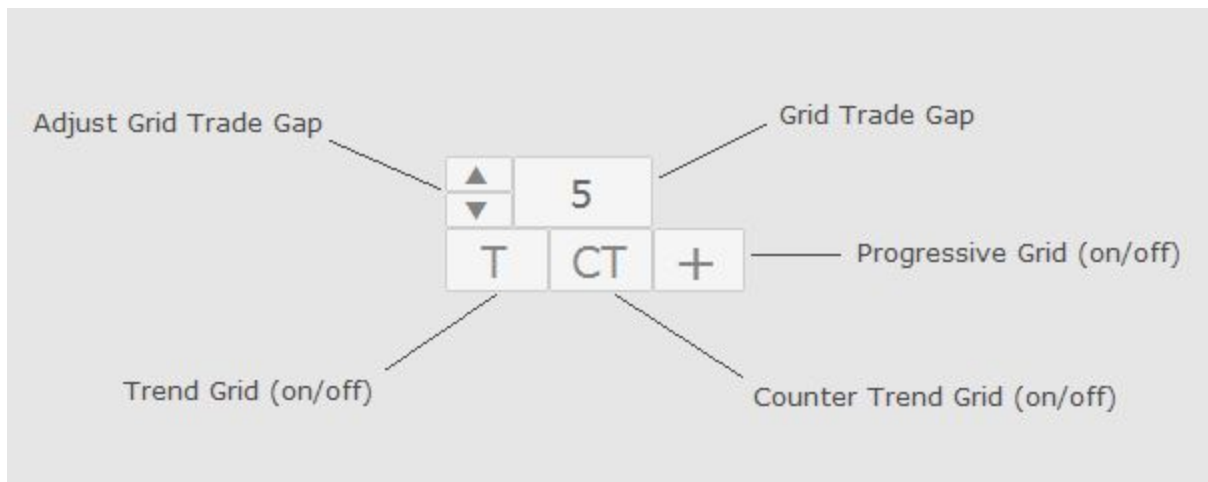 Adjust Grid Trade Gap
Grid Trade Gap
▲
5
▼
T CT +
Progressive Grid (on/off)
Trend Grid (on/off)
Counter Trend Grid (on/off)